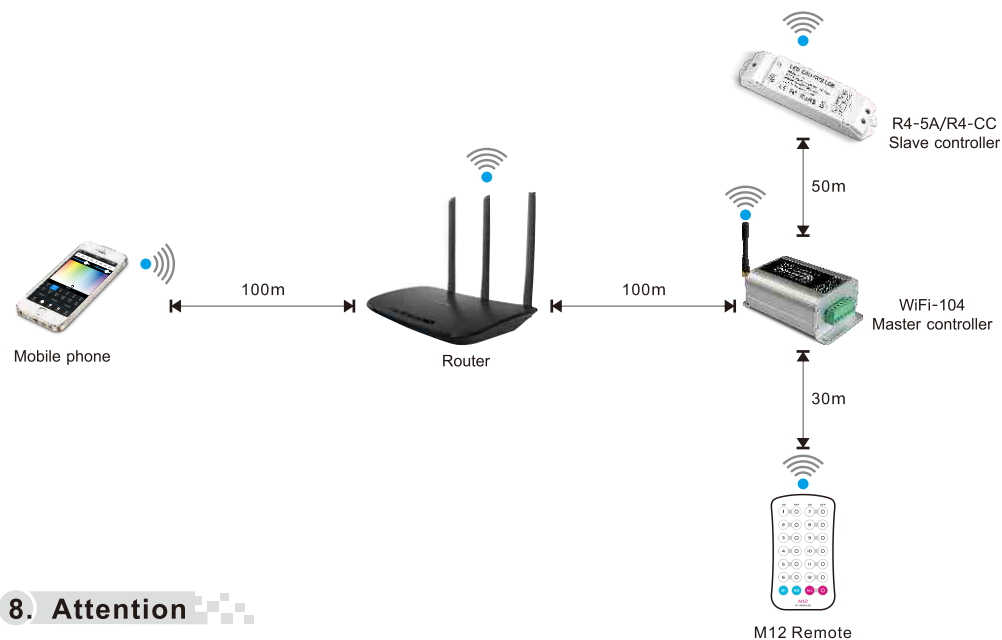 R4-5A/R4-CC
Slave controller
50m
100m
100m
WiFi-104
Master controller
Mobile phone
Router
30m
M12
M12 Remote
8. Attention